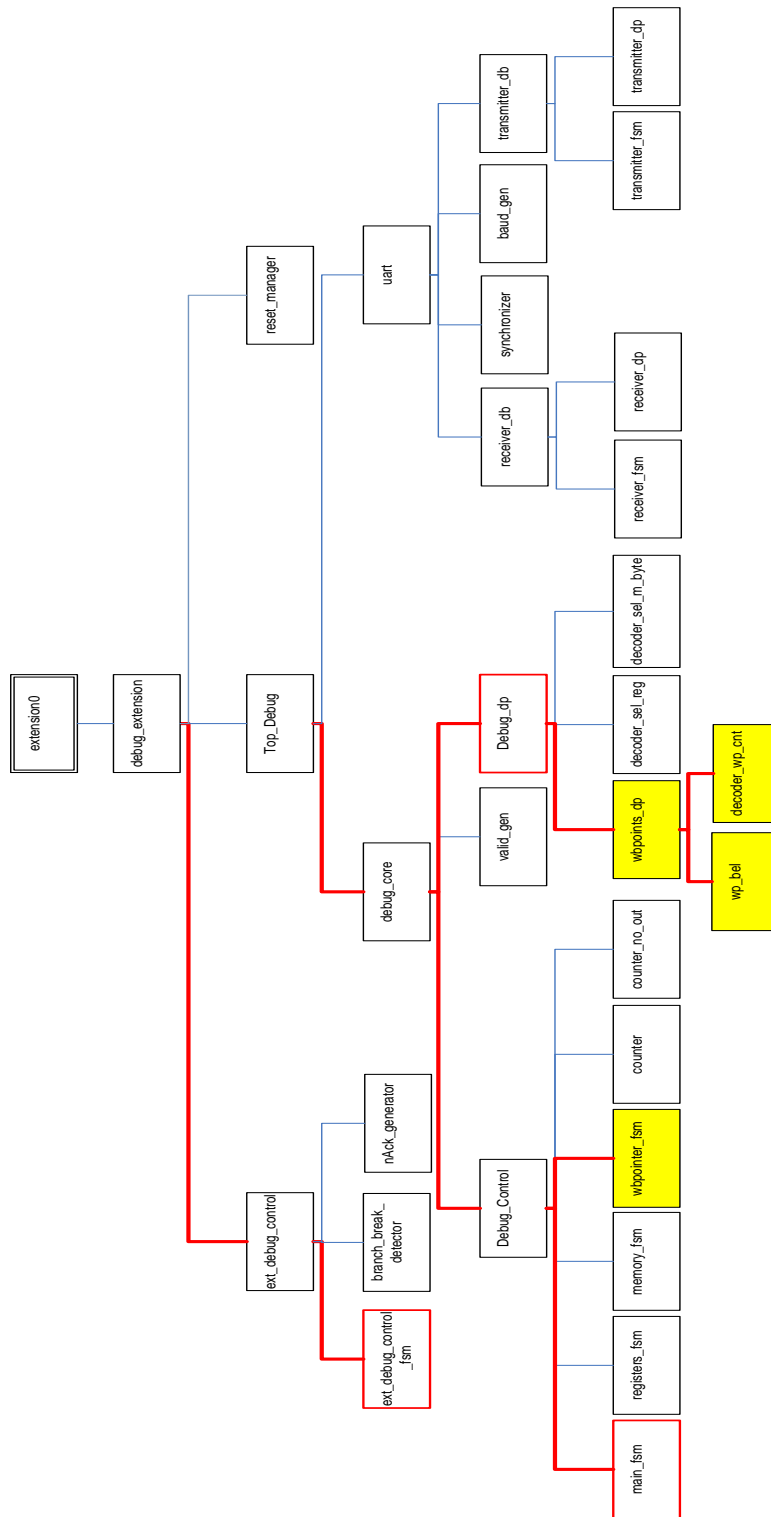 extension0
debug_extension
ext_debug_control
Top_Debug
reset_manager
ext_debug_control
_fsm
branch_break_
detector
nAck_generator
debug_core
uart
Debug_Control
valid_gen
Debug_dp
receiver_db
synchronizer
baud_gen
transmitter_db
main_fsm
registers_fsm
memory_fsm
wbpointer_fsm
counter
counter_no_out
wbpoints_dp
decoder_sel_reg
decoder_sel_m_byte
receiver_fsm
receiver_dp
transmitter_fsm
transmitter_dp
wp_bel
decoder_wp_cnt